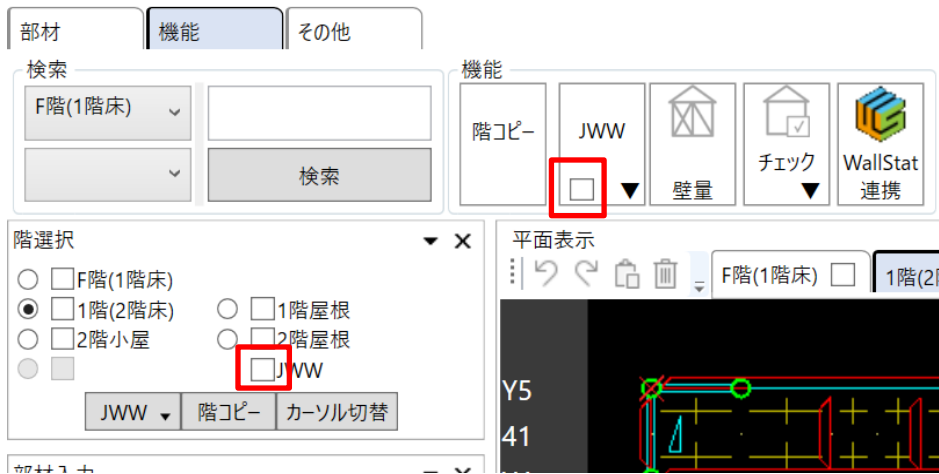 部材
機能
その他
検索
F階(1階床)
検索
機能
階コピー
JWW
壁量
チェック
WallStat
連携
階選択
F階(1階床)
1階(2階床)
1階屋根
2階小屋
2階屋根
JWW
JWW
階コピー
カーソル切替
平面表示
F階(1階床)
1階(2
Y5
41
部材入力